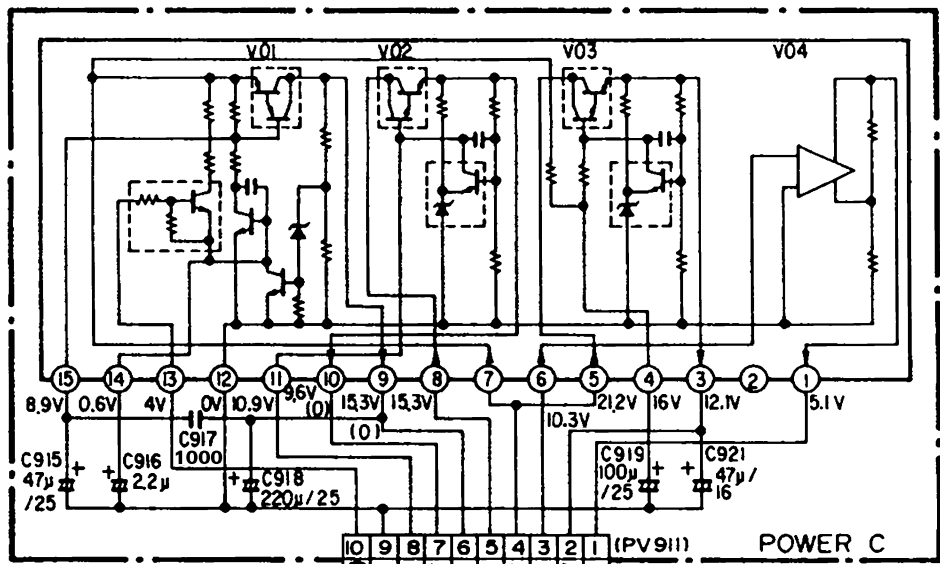 V01 V02 V03 V04
15 14 13 12 11 10 9 8 7 6 5 4 3 2 1
8.9V 0.6V 4V 0V 10.9V 9.6V 15.3V 15.3V 10.3V 21.2V 16V 12.1V 5.1V
(0) (0)
C917
1000
C915
47μ
/25
C916
2.2μ
C918
220μ/25
C919
100μ
/25
C921
47μ/
16
10 9 8 7 6 5 4 3 2 1 (PV911) POWER C